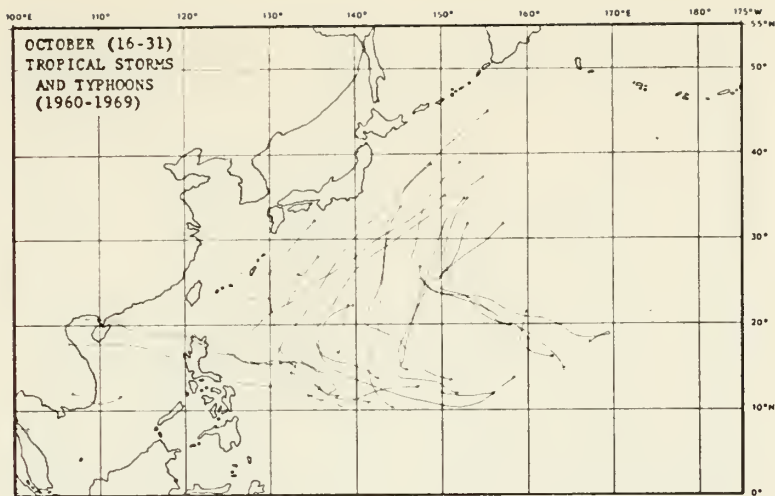 100°E 110° 120° 130° 140° 150° 160° 170°E 180° 175°W
OCTOBER (16-31)
TROPICAL STORMS
AND TYPHOONS
(1960-1969)
55°N
50°
40°
30°
20°
10°
0°